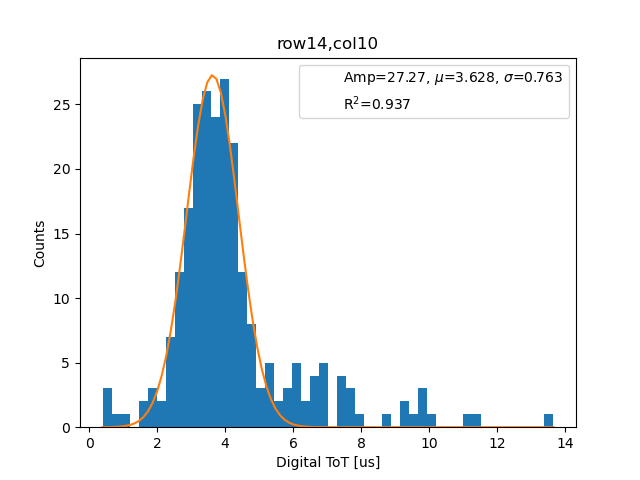 row14,col10
Amp=27.27, μ=3.628, σ=0.763
R²=0.937
25
20
15
10
5
0
Counts
0 2 4 6 8 10 12 14
Digital ToT [us]